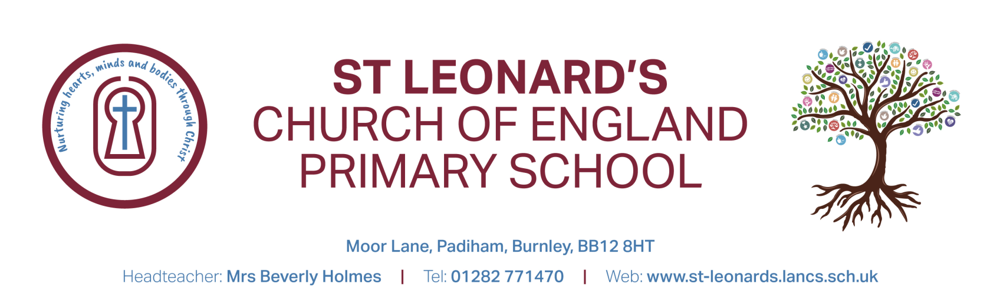 Nurturing hearts, minds and bodies through Christ
ST LEONARD'S
CHURCH OF ENGLAND
PRIMARY SCHOOL
Moor Lane, Padiham, Burnley, BB12 8HT
Headteacher: Mrs Beverly Holmes | Tel: 01282 771470 | Web: www.st-leonards.lancs.sch.uk